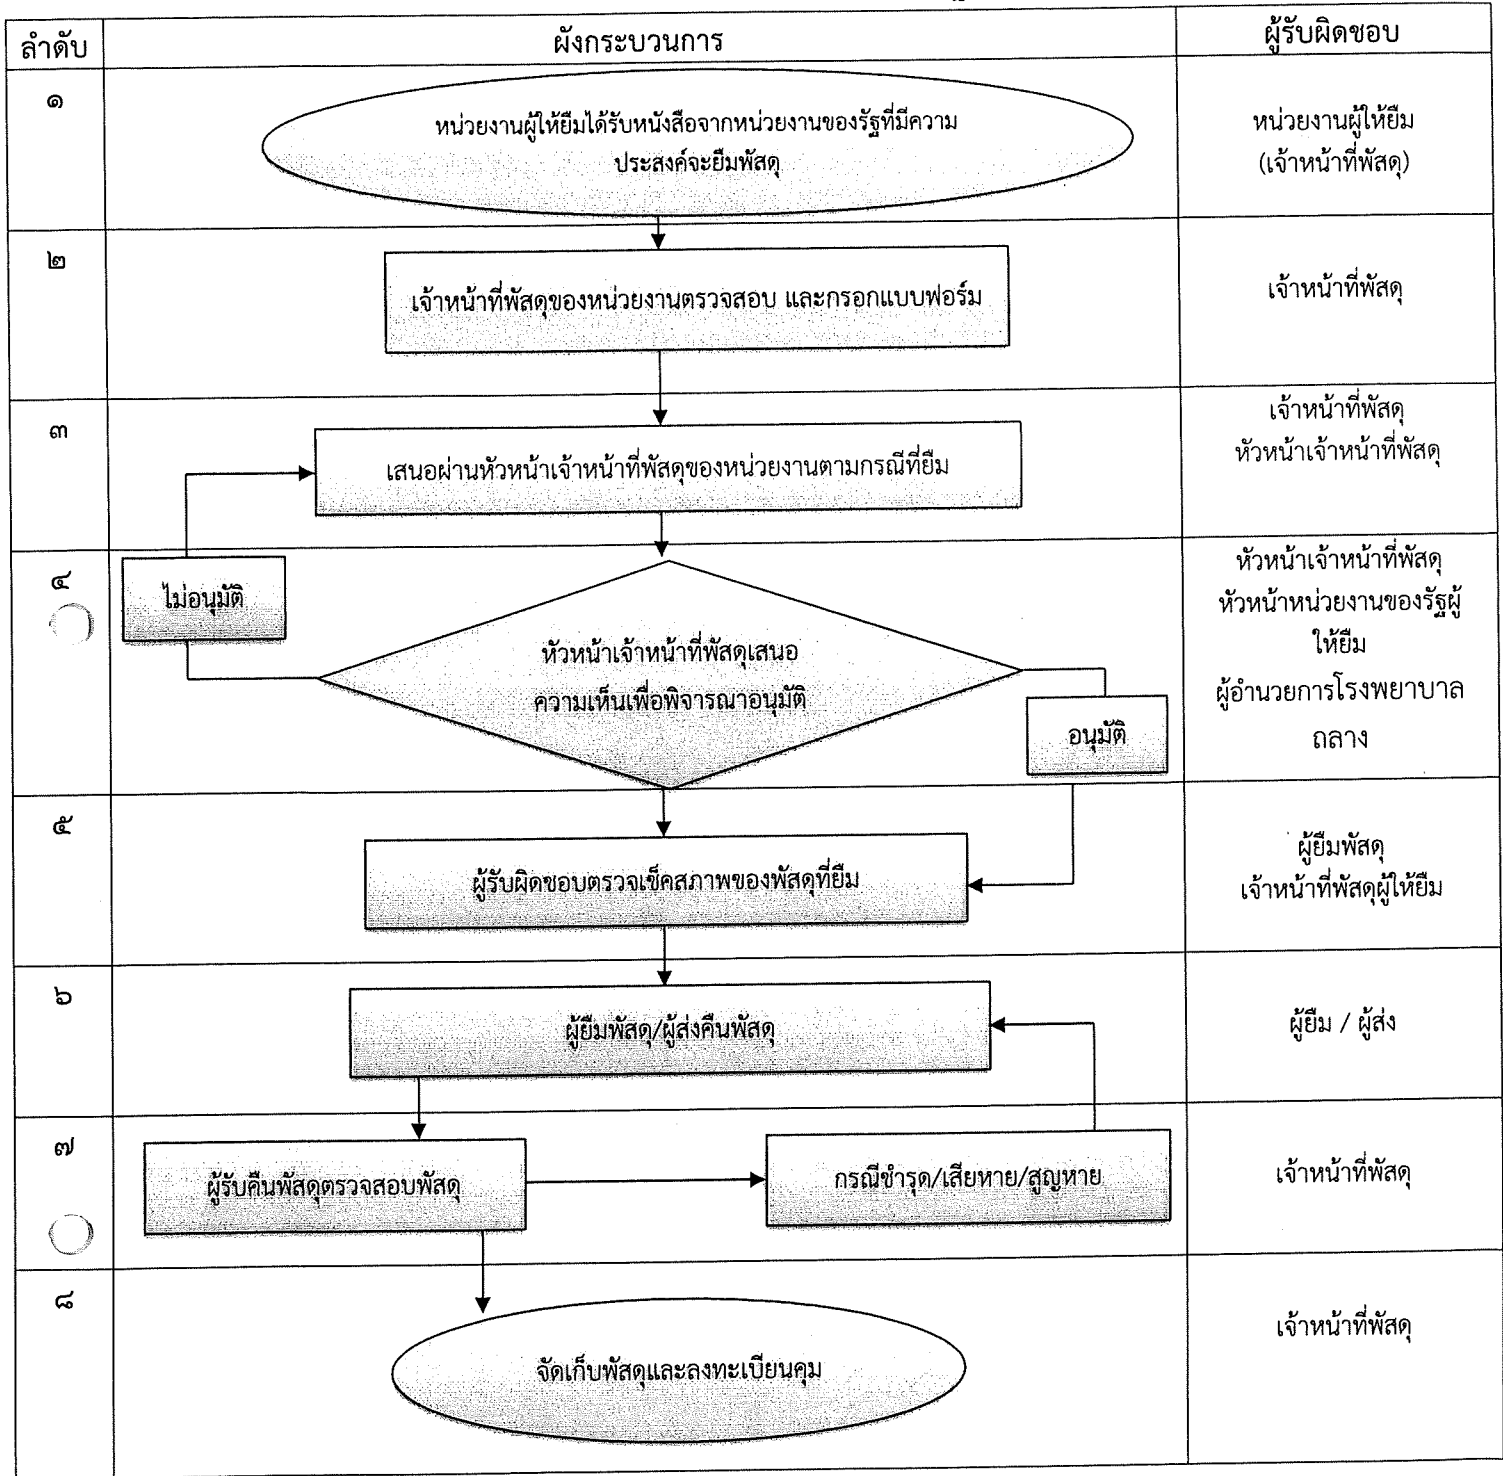 ลำดับ ผังกระบวนการ ผู้รับผิดชอบ
๑
หน่วยงานผู้ให้ยืมได้รับหนังสือจากหน่วยงานของรัฐที่มีความ
ประสงค์จะยืมพัสดุ
หน่วยงานผู้ให้ยืม
(เจ้าหน้าที่พัสดุ)
๒
เจ้าหน้าที่พัสดุของหน่วยงานตรวจสอบ และกรอกแบบฟอร์ม
เจ้าหน้าที่พัสดุ
๓
เสนอผ่านหัวหน้าเจ้าหน้าที่พัสดุของหน่วยงานตามกรณีที่ยืม
เจ้าหน้าที่พัสดุ
หัวหน้าเจ้าหน้าที่พัสดุ
๔
ไม่อนุมัติ
หัวหน้าเจ้าหน้าที่พัสดุเสนอ
ความเห็นเพื่อพิจารณาอนุมัติ
อนุมัติ
หัวหน้าเจ้าหน้าที่พัสดุ
หัวหน้าหน่วยงานของรัฐผู้
ให้ยืม
ผู้อำนวยการโรงพยาบาล
ถลาง
๕
ผู้รับผิดชอบตรวจเช็คสภาพของพัสดุที่ยืม
ผู้ยืมพัสดุ
เจ้าหน้าที่พัสดุผู้ให้ยืม
๖
ผู้ยืมพัสดุ/ผู้ส่งคืนพัสดุ
ผู้ยืม / ผู้ส่ง
๗
ผู้รับคืนพัสดุตรวจสอบพัสดุ
กรณีชำรุด/เสียหาย/สูญหาย
เจ้าหน้าที่พัสดุ
๘
จัดเก็บพัสดุและลงทะเบียนคุม
เจ้าหน้าที่พัสดุ